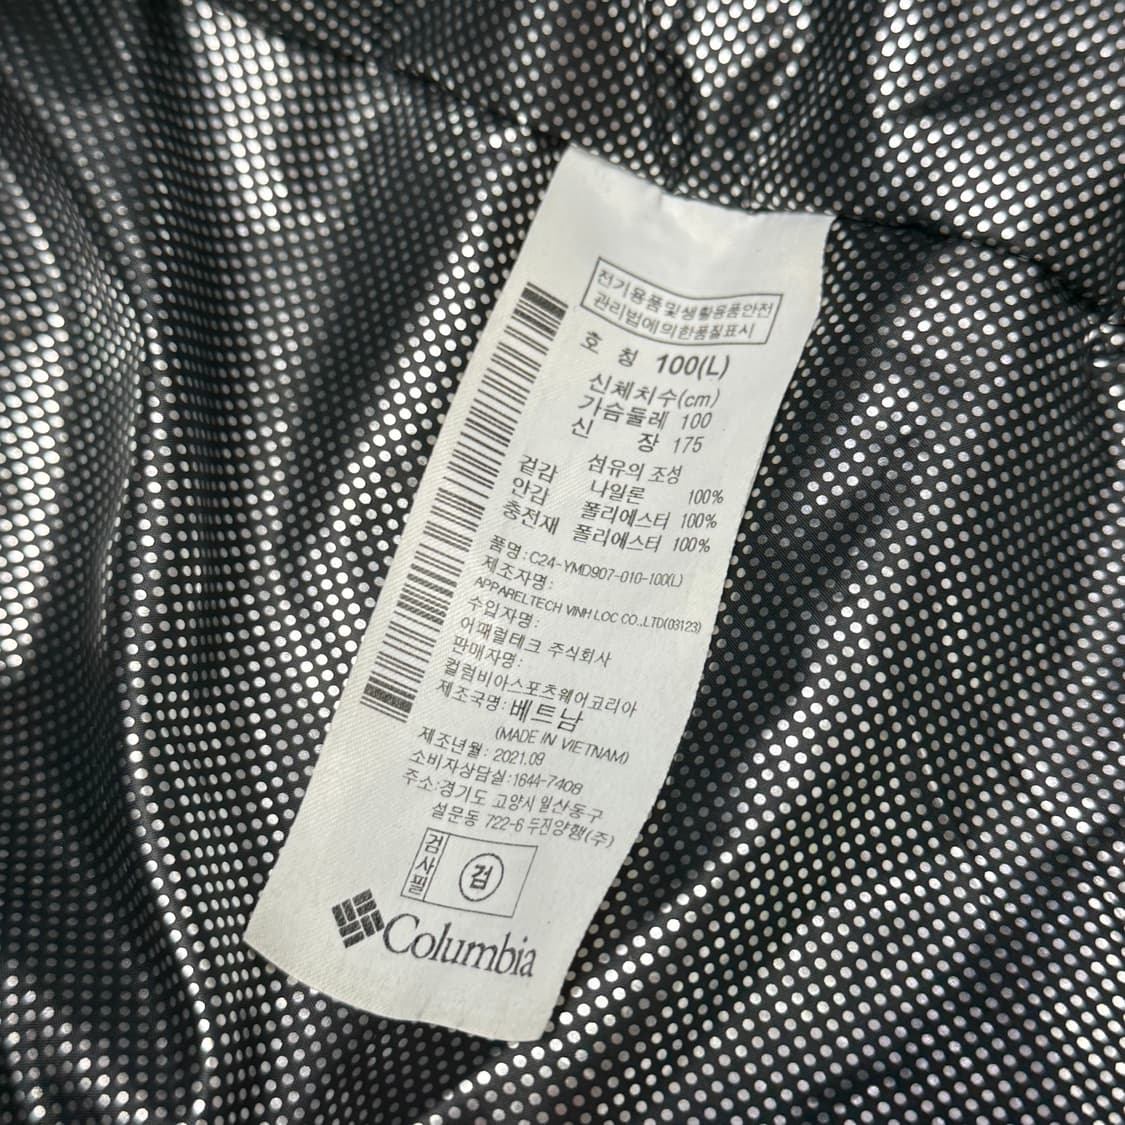 전기용품및생활용품안전
관리법에의한품질표시
호 칭 100(L)
신체치수(cm)
가슴둘레 100
신 장 175
섬유의 조성
겉감 나일론 100%
안감 폴리에스터 100%
충전재 폴리에스터 100%
품명:C24-YMD907-010-100(L)
제조자명:
APPARELTECH VINH LOC CO.,LTD(03123)
수입자명:
어패럴테크 주식회사
판매자명:
컬럼비아스포츠웨어코리아
제조국명:베트남
(MADE IN VIETNAM)
제조년월: 2021.09
소비자상담실:1644-7408
주소:경기도 고양시 일산동구
설문동 722-6 두진양행(주)
검사필
검
Columbia